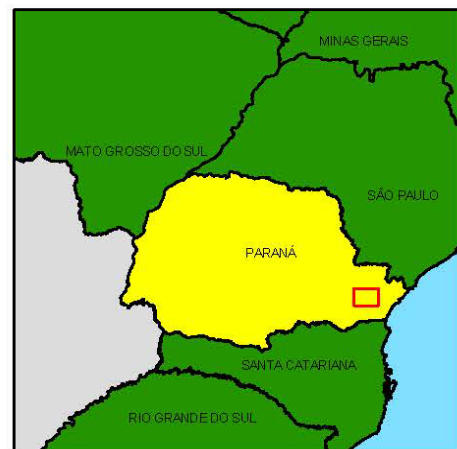 MINAS GERAIS
MATO GROSSO DO SUL
SÃO PAULO
PARANÁ
SANTA CATARIANA
RIO GRANDE DO SUL